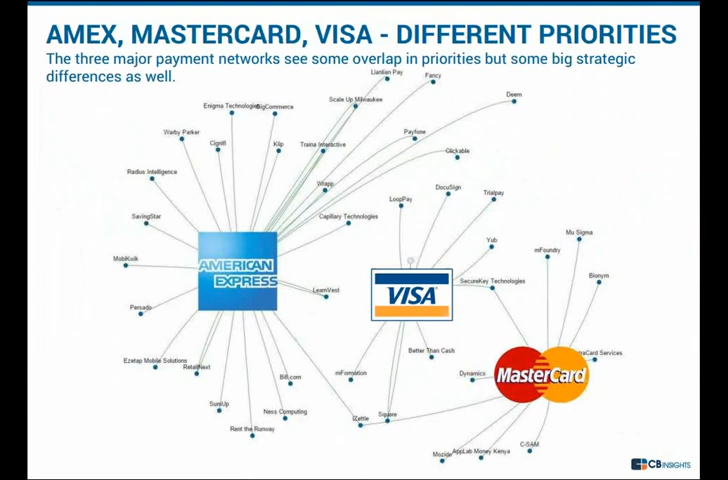 AMEX, MASTERCARD, VISA - DIFFERENT PRIORITIES
The three major payment networks see some overlap in priorities but some big strategic
differences as well.
Lianlian Pay
Fancy
Deem
Scale Up Milwaukee
Enigma Technologies
BigCommerce
Warby Parker
Payfone
Cignifi
Klip
Traina Interactive
Clickable
Radius Intelligence
DocuSign
Trialpay
LoopPay
SavingStar
Capillary Technologies
Mu Sigma
Yub
mFoundry
MobiKwik
AMERICAN
EXPRESS
SecureKey Technologies
Bionym
LearnVest
VISA
Persado
Better Than Cash
Card Services
Ezetap Mobile Solutions
RetailNext
mFormation
Dynamics
MasterCard
Bill.com
SumUp
Ness Computing
iZettle
Square
Rent the Runway
C-SAM
Mozido
AppLab Money Kenya
CBINSIGHTS